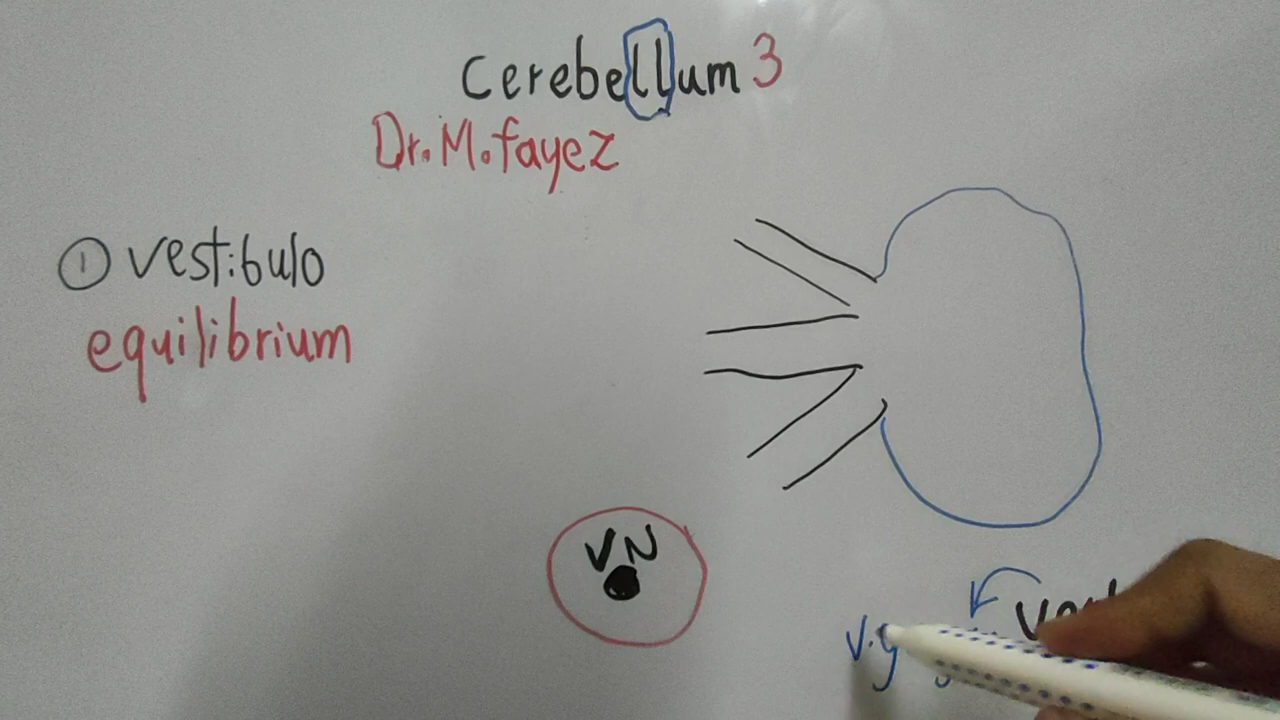 Cerebellum 3
Dr. M. fayez
① vestibulo
equilibrium
VN
v.g